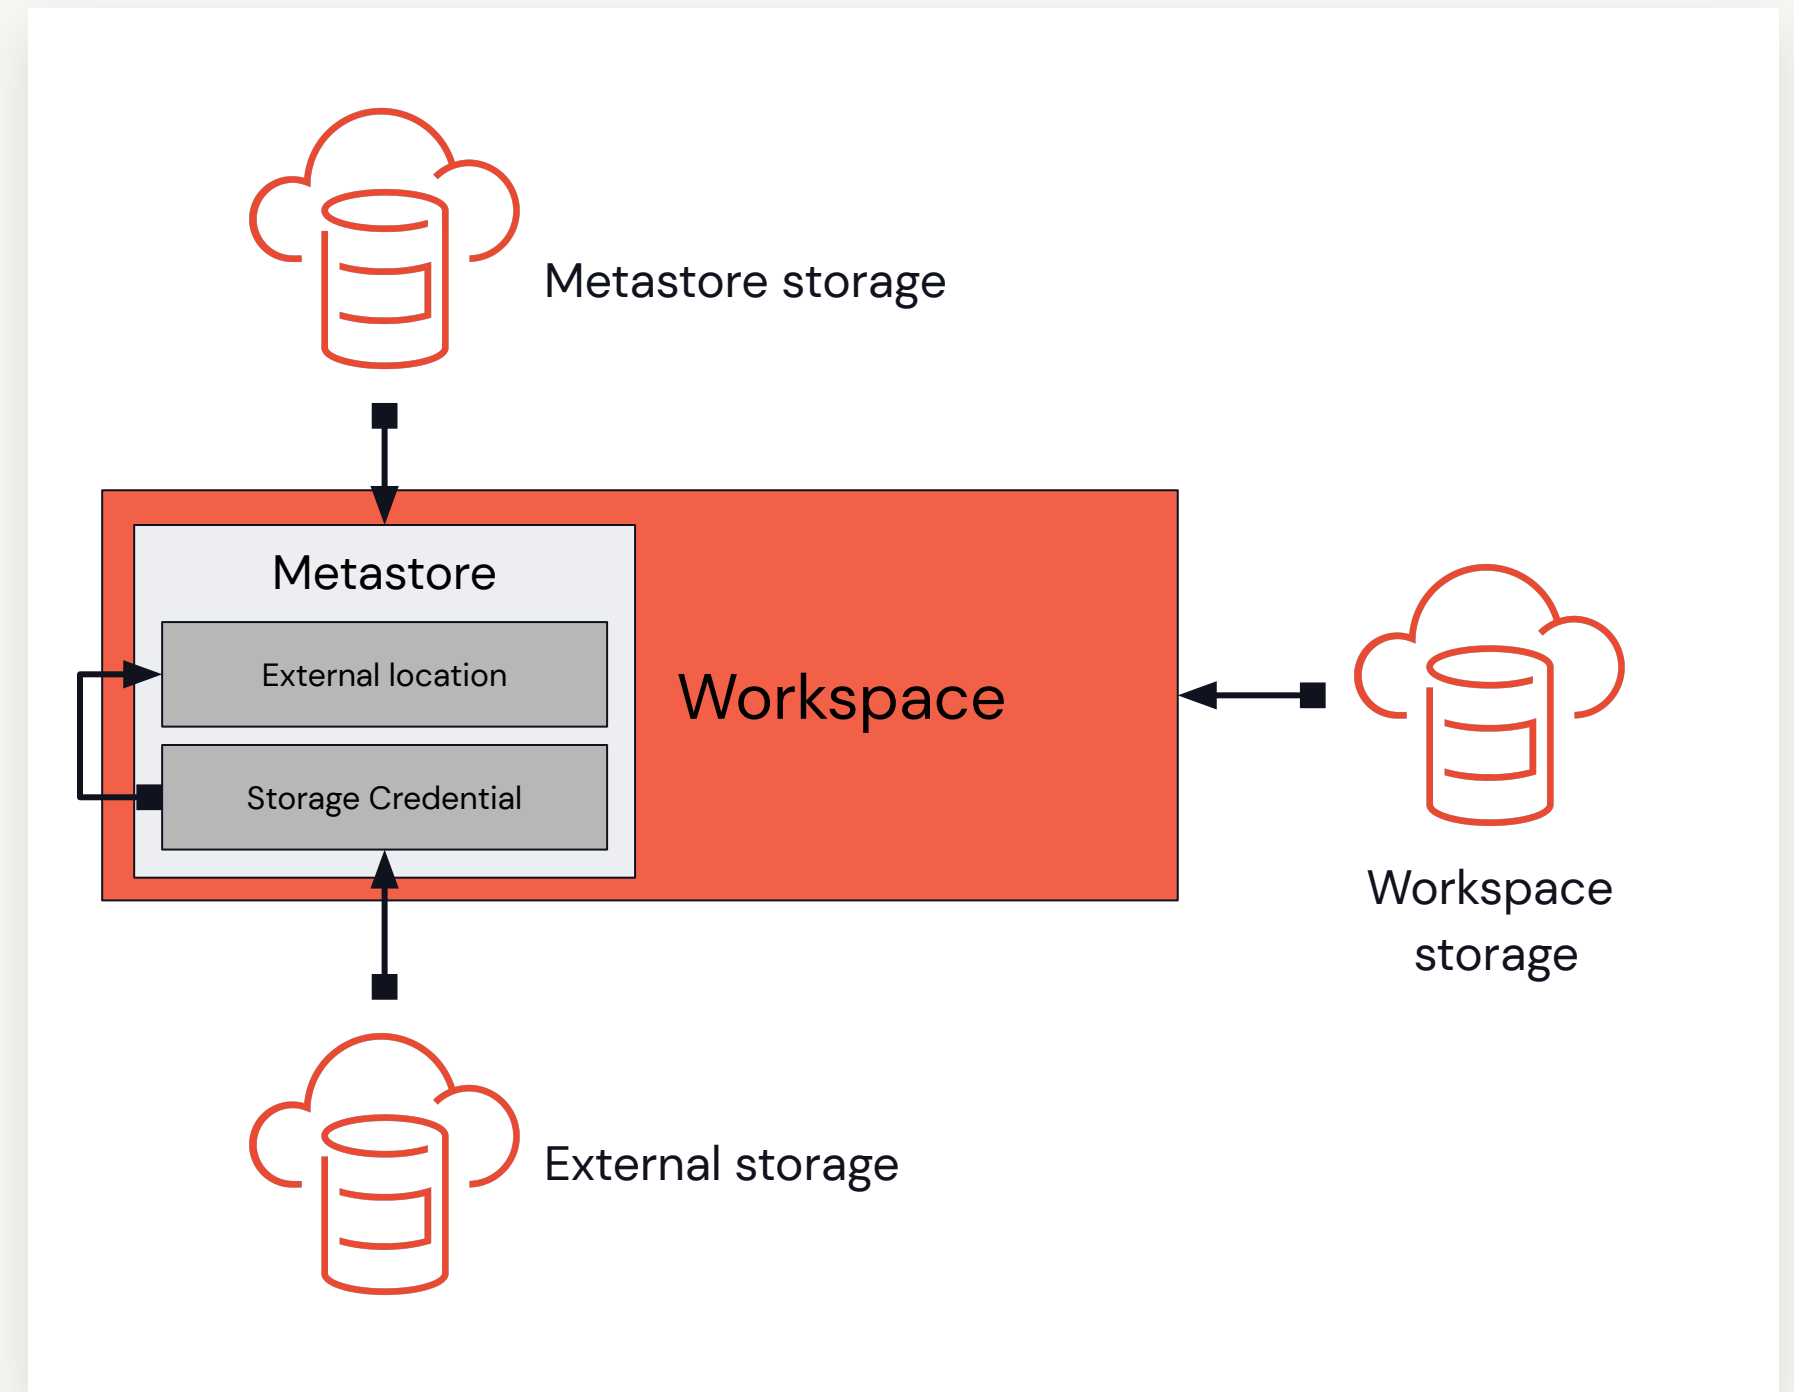 Metastore storage
Metastore
External location
Storage Credential
Workspace
Workspace
storage
External storage